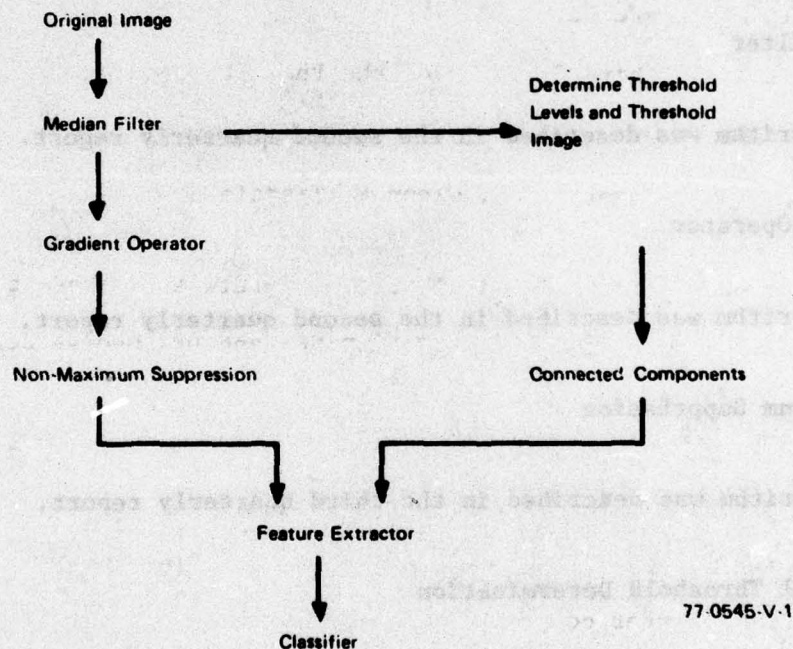 Original Image
Median Filter
Determine Threshold
Levels and Threshold
Image
Gradient Operator
Non-Maximum Suppression
Connected Components
Feature Extractor
Classifier
77-0545-V-1